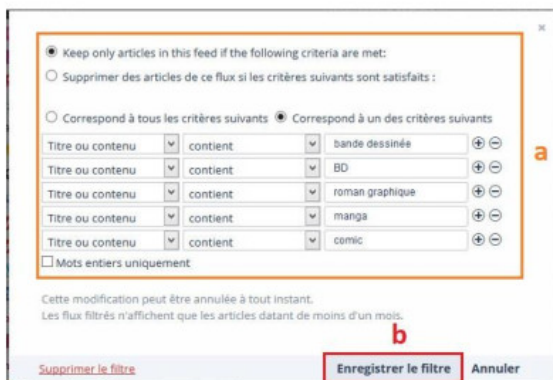 ×
Keep only articles in this feed if the following criteria are met:
Supprimer des articles de ce flux si les critères suivants sont satisfaits :
Correspond à tous les critères suivants Correspond à un des critères suivants
Titre ou contenu contient bande dessinée
Titre ou contenu contient BD
a
Titre ou contenu contient roman graphique
Titre ou contenu contient manga
Titre ou contenu contient comic
Mots entiers uniquement
Cette modification peut être annulée à tout instant.
Les flux filtrés n'affichent que les articles datant de moins d'un mois.
b
Supprimer le filtre Enregistrer le filtre Annuler